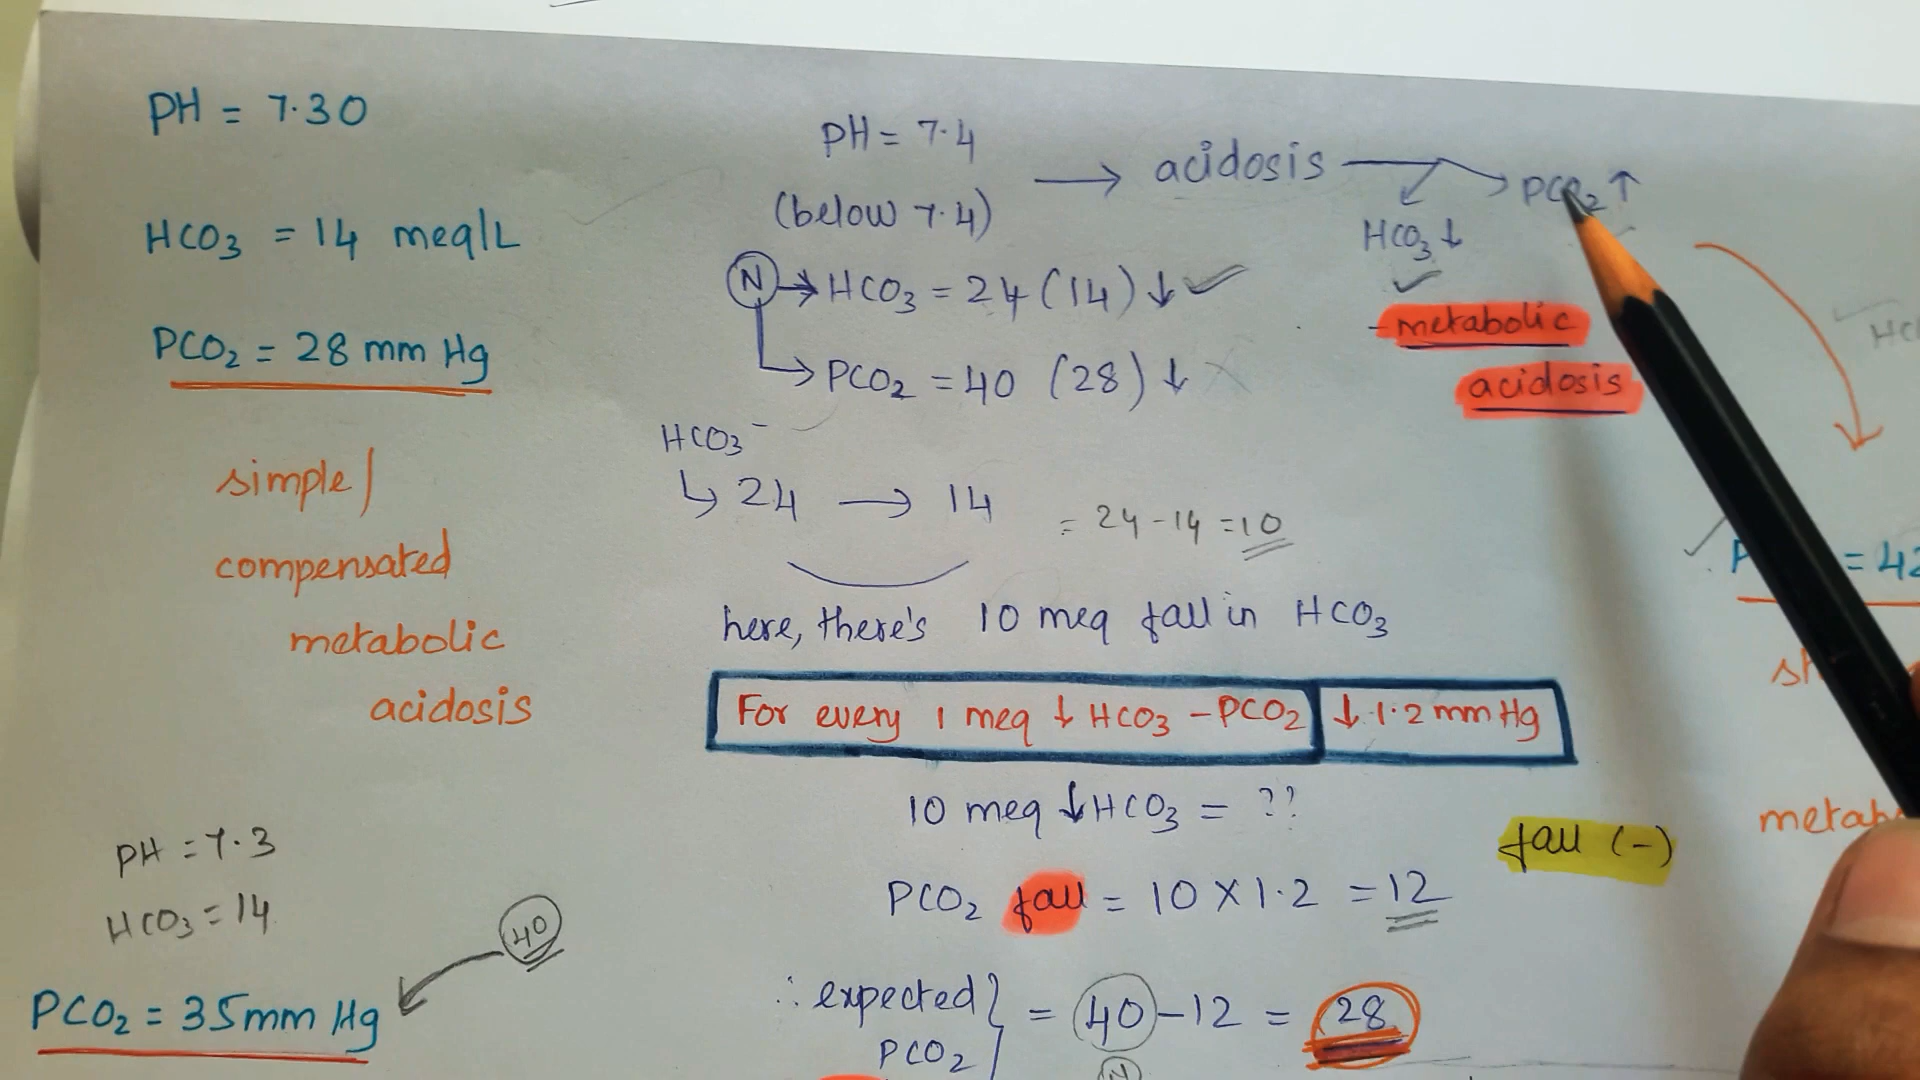 PH = 7.30
HCO3 = 14 meq/L
PCO2 = 28 mm Hg
simple/
compensated
metabolic
acidosis
PH = 7.3
HCO3 = 14
40
PCO2 = 35mm Hg
PH = 7.4
(below 7.4)
→ acidosis → PCO2 ↑
HCO3 ↓
- metabolic
acidosis
N → HCO3 = 24 (14) ↓ ✓
→ PCO2 = 40 (28) ↓ ×
HCO3⁻
↳ 24 → 14 = 24 - 14 = 10
here, there's 10 meq fall in HCO3
For every 1 meq ↓ HCO3 - PCO2 ↓ 1.2 mm Hg
10 meq ↓ HCO3 = ??
fall (-)
PCO2 fall = 10 X 1.2 = 12
∴ expected } = 40 - 12 = 28
PCO2
N
= 42